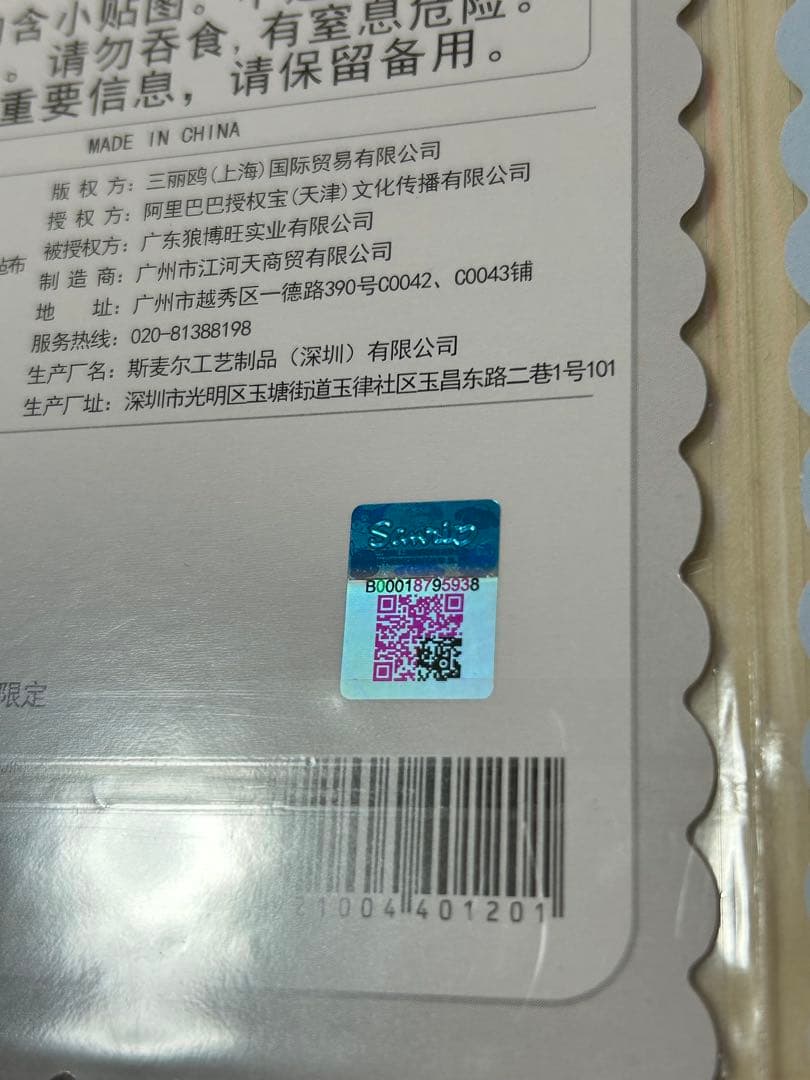 含小贴图。
。请勿吞食，有窒息危险。
重要信息，请保留备用。
MADE IN CHINA
版权方：三丽鸥(上海)国际贸易有限公司
授权方：阿里巴巴授权宝(天津)文化传播有限公司
被授权方：广东狼博旺实业有限公司
制造商：广州市江河天商贸有限公司
布
地址：广州市越秀区一德路390号C0042、C0043铺
服务热线：020-81388198
生产厂名：斯麦尔工艺制品（深圳）有限公司
生产厂址：深圳市光明区玉塘街道玉律社区玉昌东路二巷1号101
Sanrio
B00018795938
限定
21004401201